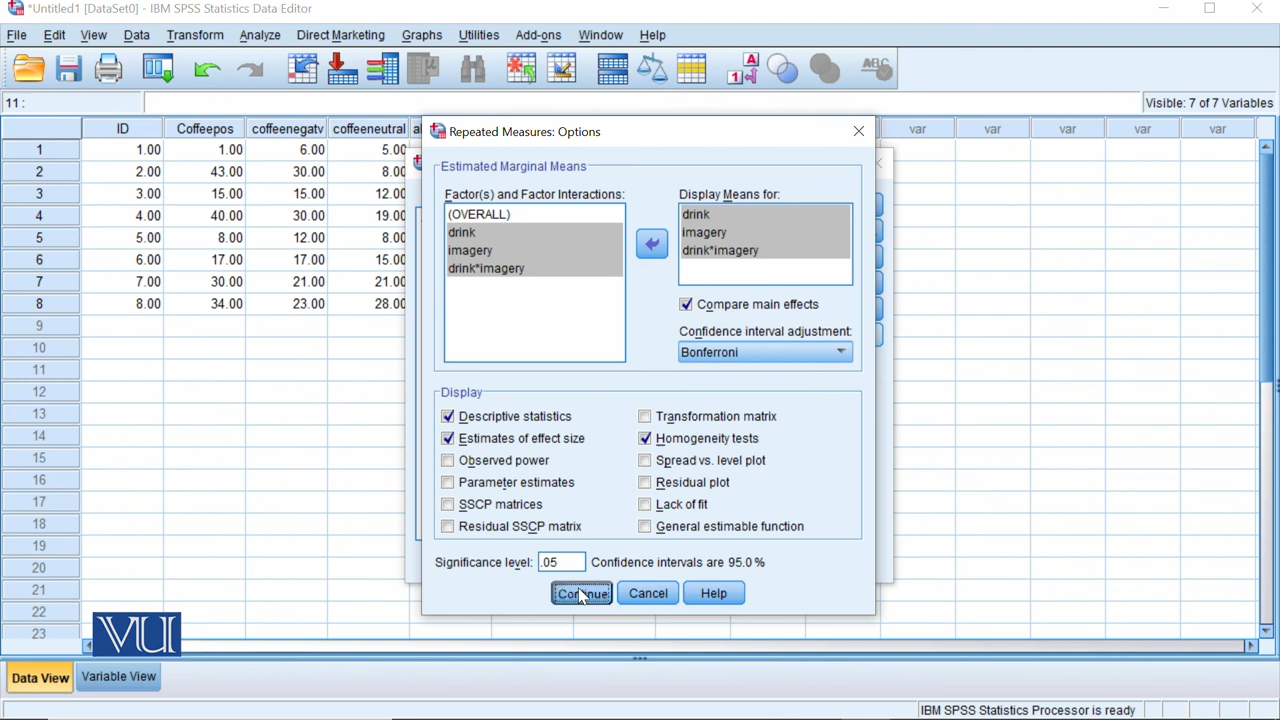 *Untitled1 [DataSet0] - IBM SPSS Statistics Data Editor
File Edit View Data Transform Analyze Direct Marketing Graphs Utilities Add-ons Window Help
A
1
ABC
11 :
Visible: 7 of 7 Variables
ID Coffeepos coffeenegatv coffeeneutral al var var var var var
1 1.00 1.00 6.00 5.00
2 2.00 43.00 30.00 8.00
3 3.00 15.00 15.00 12.00
4 4.00 40.00 30.00 19.00
5 5.00 8.00 12.00 8.00
6 6.00 17.00 17.00 15.00
7 7.00 30.00 21.00 21.00
8 8.00 34.00 23.00 28.00
9
10
11
12
13
14
15
16
17
18
19
20
21
22
23
Repeated Measures: Options
Estimated Marginal Means
Factor(s) and Factor Interactions:
(OVERALL)
drink
imagery
drink*imagery
Display Means for:
drink
imagery
drink*imagery
Compare main effects
Confidence interval adjustment:
Bonferroni
Display
Descriptive statistics Transformation matrix
Estimates of effect size Homogeneity tests
Observed power Spread vs. level plot
Parameter estimates Residual plot
SSCP matrices Lack of fit
Residual SSCP matrix General estimable function
Significance level: .05 Confidence intervals are 95.0 %
Continue Cancel Help
VU
Data View Variable View
IBM SPSS Statistics Processor is ready